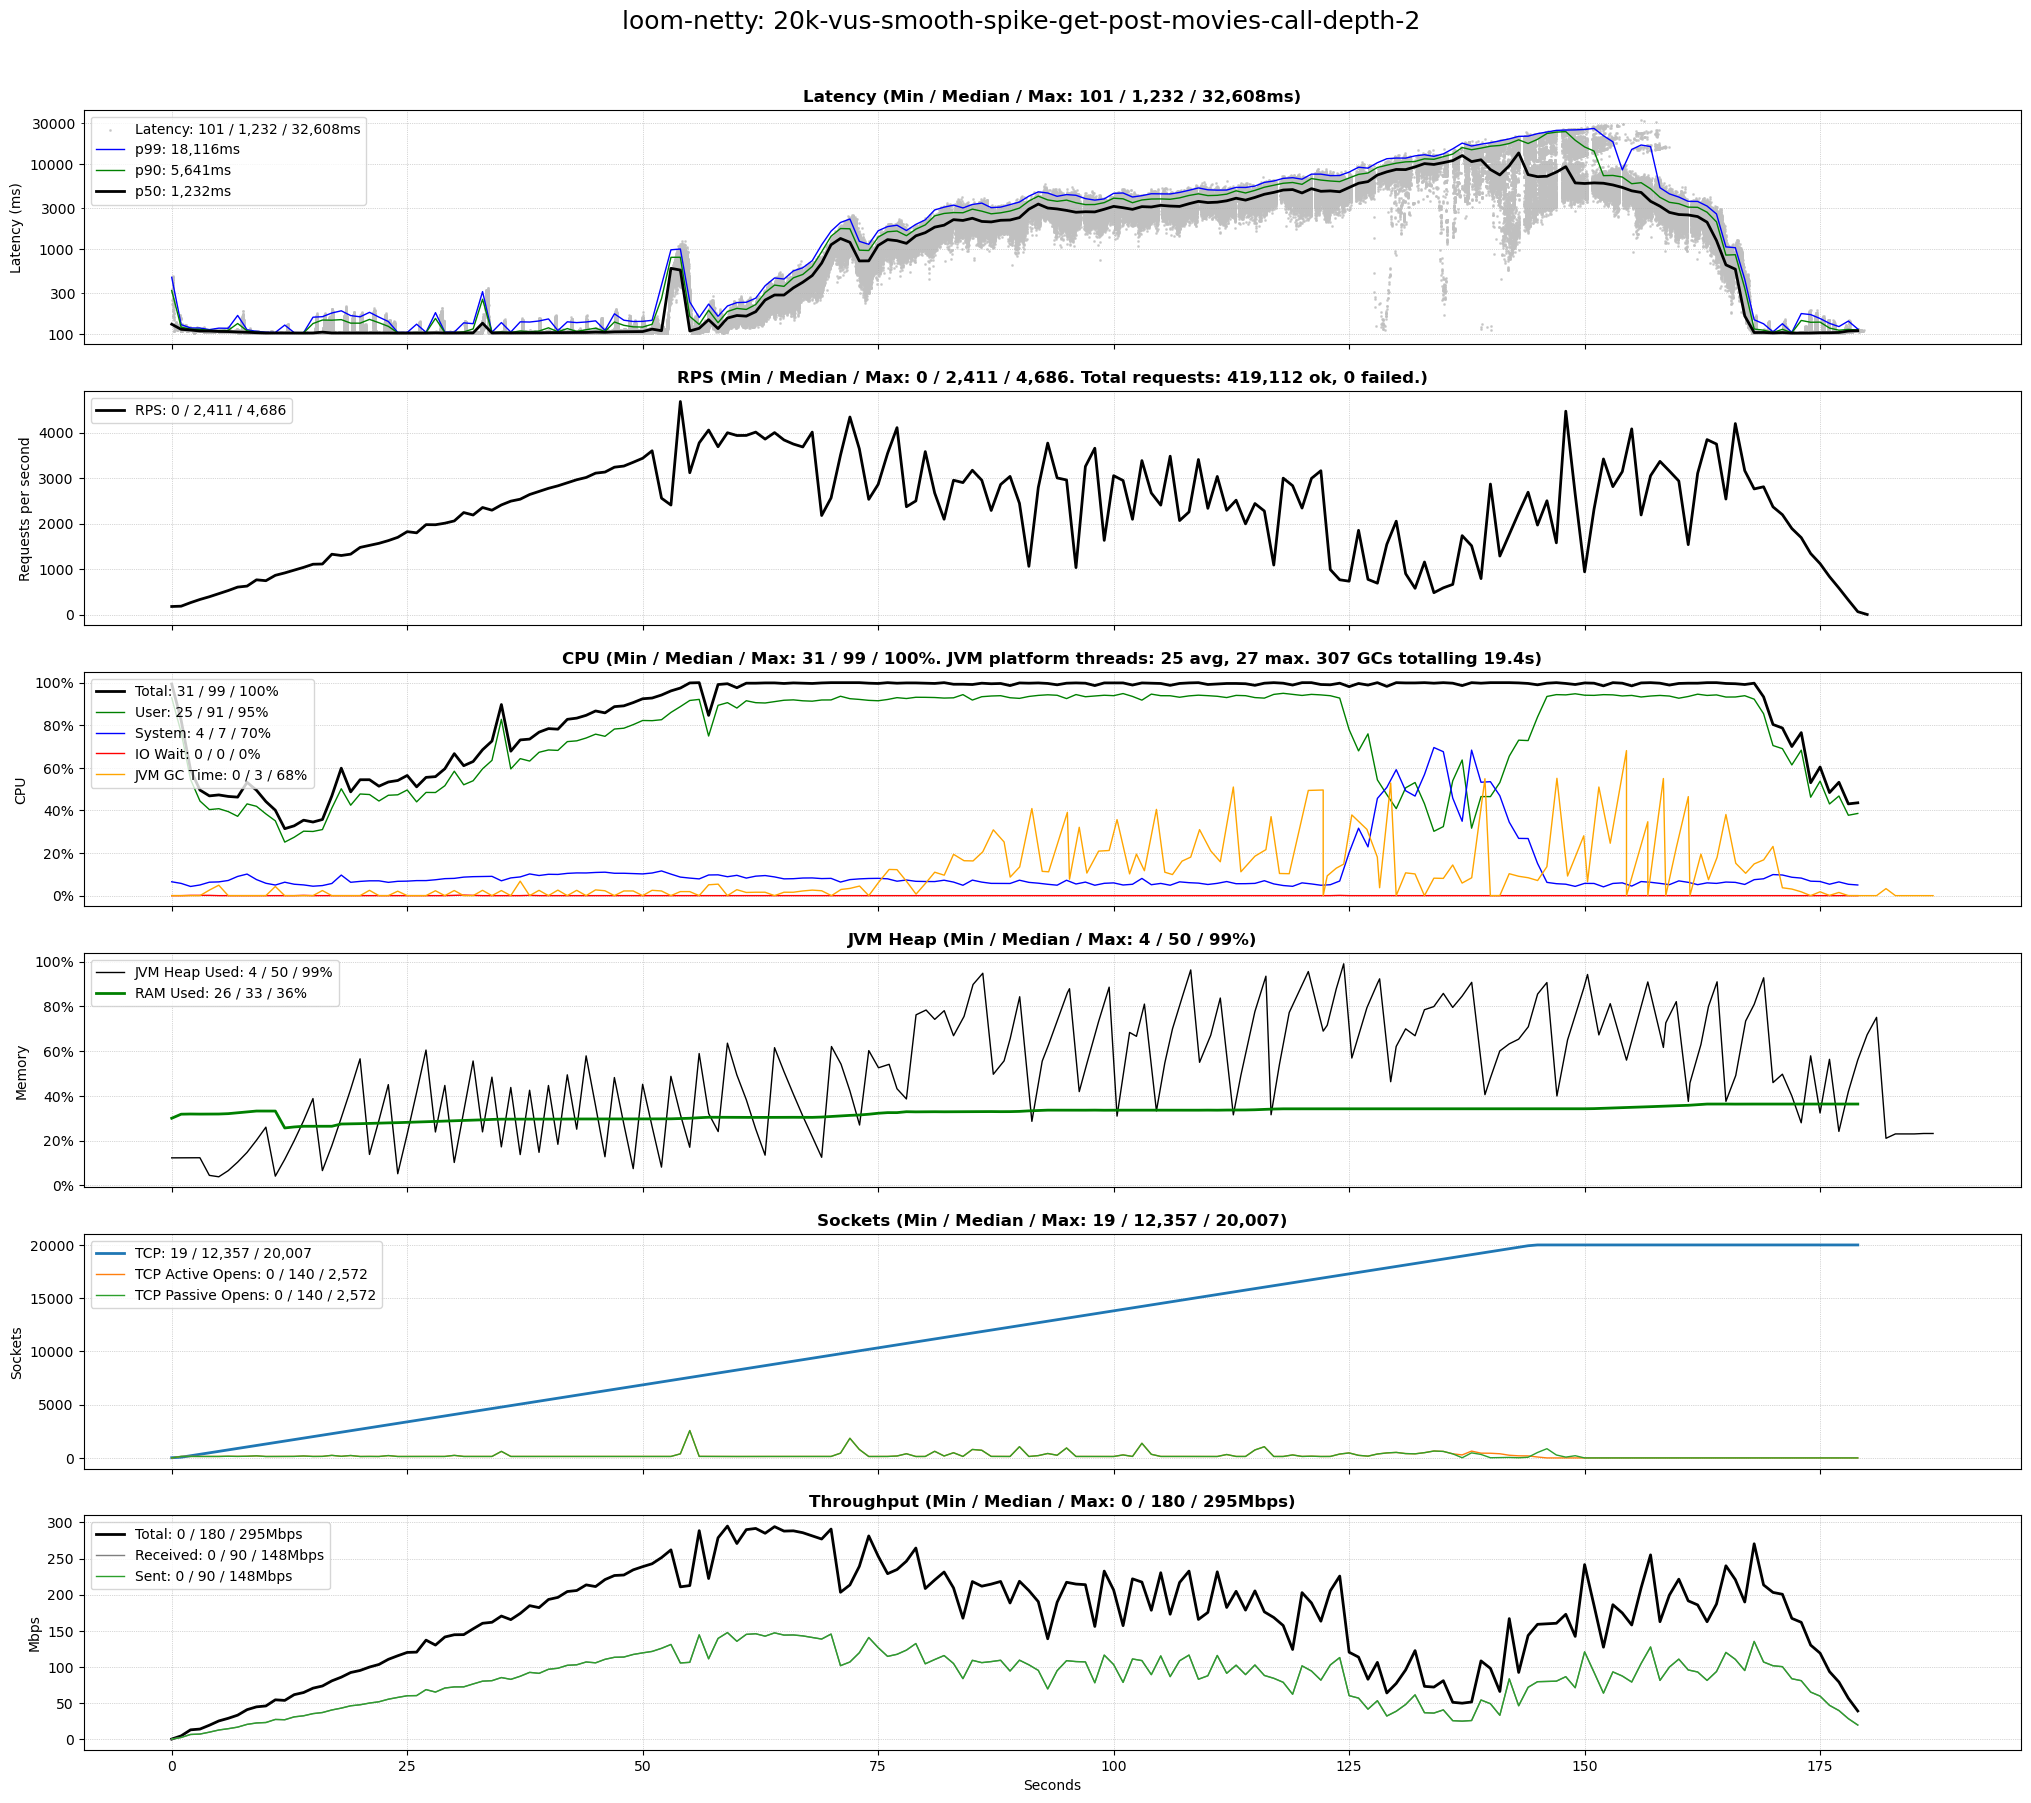 loom-netty: 20k-vus-smooth-spike-get-post-movies-call-depth-2
Latency (Min / Median / Max: 101 / 1,232 / 32,608ms)
Latency (ms)
30000
10000
3000
1000
300
100
Latency: 101 / 1,232 / 32,608ms
p99: 18,116ms
p90: 5,641ms
p50: 1,232ms
RPS (Min / Median / Max: 0 / 2,411 / 4,686. Total requests: 419,112 ok, 0 failed.)
Requests per second
4000
3000
2000
1000
0
RPS: 0 / 2,411 / 4,686
CPU (Min / Median / Max: 31 / 99 / 100%. JVM platform threads: 25 avg, 27 max. 307 GCs totalling 19.4s)
CPU
100%
80%
60%
40%
20%
0%
Total: 31 / 99 / 100%
User: 25 / 91 / 95%
System: 4 / 7 / 70%
IO Wait: 0 / 0 / 0%
JVM GC Time: 0 / 3 / 68%
JVM Heap (Min / Median / Max: 4 / 50 / 99%)
Memory
100%
80%
60%
40%
20%
0%
JVM Heap Used: 4 / 50 / 99%
RAM Used: 26 / 33 / 36%
Sockets (Min / Median / Max: 19 / 12,357 / 20,007)
Sockets
20000
15000
10000
5000
0
TCP: 19 / 12,357 / 20,007
TCP Active Opens: 0 / 140 / 2,572
TCP Passive Opens: 0 / 140 / 2,572
Throughput (Min / Median / Max: 0 / 180 / 295Mbps)
Mbps
300
250
200
150
100
50
0
Total: 0 / 180 / 295Mbps
Received: 0 / 90 / 148Mbps
Sent: 0 / 90 / 148Mbps
0 25 50 75 100 125 150 175
Seconds